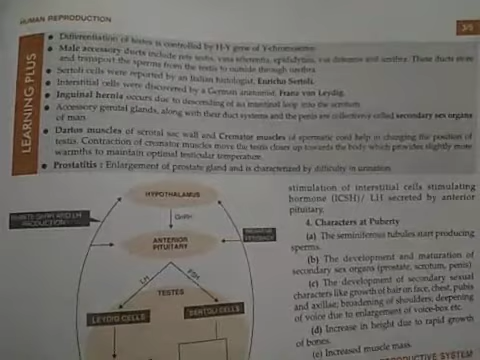 HUMAN REPRODUCTION
3/5
LEARNING PLUS
Differentiation of testes is controlled by H-Y gene of Y-chromosome
Male accessory ducts include rete testis, vasa efferentia, epididymis, vas deferens and urethra. These ducts store
and transport the sperms from the testis to outside through urethra.
Sertoli cells were reported by an Italian histologist, Enrico Sertoli.
Interstitial cells were discovered by a German anatomist, Franz von Leydig.
Inguinal hernia occurs due to descending of an intestinal loop into the scrotum.
Accessory genital glands, along with their duct systems and the penis are collectively called secondary sex organs
of man
Dartos muscles of scrotal sac wall and Cremator muscles of spermatic cord help in changing the position of
testis. Contraction of cremator muscles move the testis closer up towards the body which provides slightly more
warmths to maintain optimal testicular temperature.
Prostatitis : Enlargement of prostate gland and is characterized by difficulty in urination.
HYPOTHALAMUS
GnRH
ANTERIOR
PITUITARY
LH
FSH
TESTES
LEYDIG CELLS
SERTOLI CELLS
GnRH AND LH
PRODUCTION
NEGATIVE
FEEDBACK
stimulation of interstitial cells stimulating
hormone (ICSH)/ LH secreted by anterior
pituitary.
4. Characters at Puberty
(a) The seminiferous tubules start producing
sperms.
(b) The development and maturation of
secondary sex organs (prostate, scrotum, penis)
(c) The development of secondary sexual
characters like growth of hair on face, chest, pubis
and axillae; broadening of shoulders; deepening
of voice due to enlargement of voice-box etc.
(d) Increase in height due to rapid growth
of bones.
(e) Increased muscle mass.
REPRODUCTIVE SYSTEM